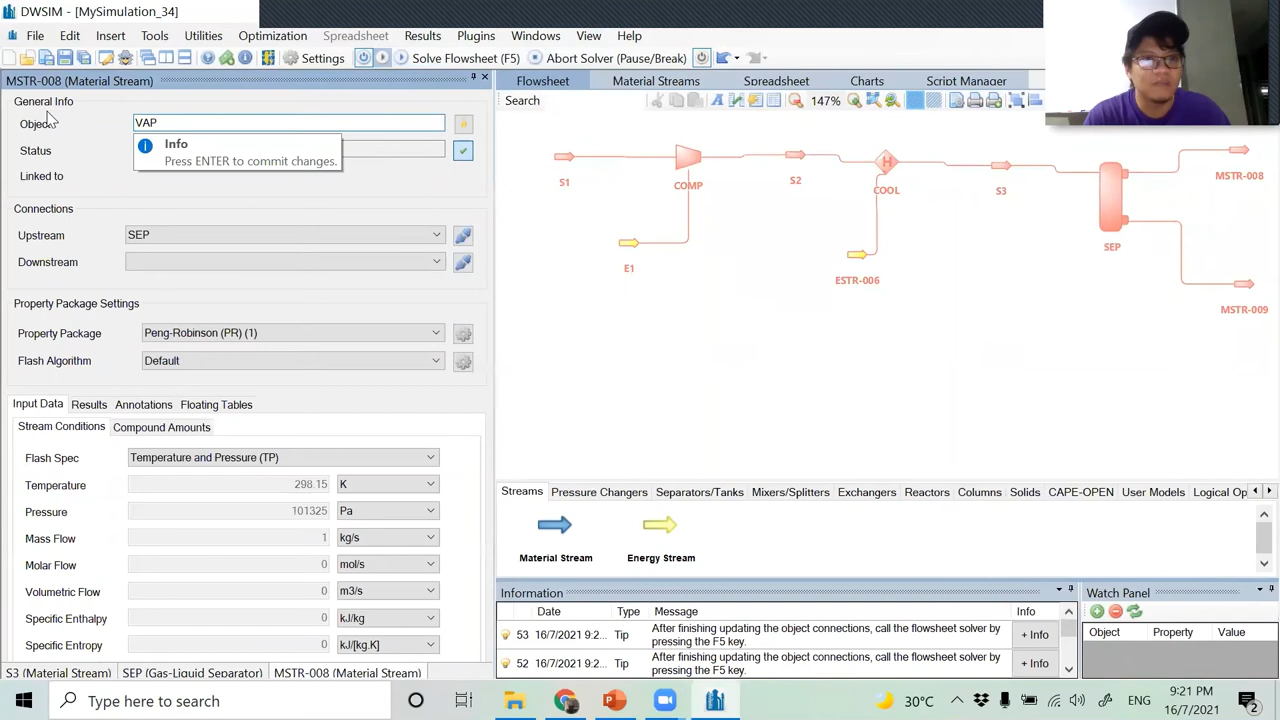 DWSIM - [MySimulation_34]
File Edit Insert Tools Utilities Optimization Spreadsheet Results Plugins Windows View Help
Settings Solve Flowsheet (F5) Abort Solver (Pause/Break)
MSTR-008 (Material Stream)
Flowsheet Material Streams Spreadsheet Charts Script Manager
General Info
Search 147%
Object VAP
Info
Press ENTER to commit changes.
Status
Linked to
Connections
Upstream SEP
Downstream
Property Package Settings
Property Package Peng-Robinson (PR) (1)
Flash Algorithm Default
Input Data Results Annotations Floating Tables
Stream Conditions Compound Amounts
Flash Spec Temperature and Pressure (TP)
Temperature 298.15 K
Pressure 101325 Pa
Mass Flow 1 kg/s
Molar Flow 0 mol/s
Volumetric Flow 0 m3/s
Specific Enthalpy 0 kJ/kg
Specific Entropy 0 kJ/[kg.K]
S3 (Material Stream) SEP (Gas-Liquid Separator) MSTR-008 (Material Stream)
S1
COMP
S2
H
COOL
S3
MSTR-008
SEP
E1
ESTR-006
MSTR-009
Streams Pressure Changers Separators/Tanks Mixers/Splitters Exchangers Reactors Columns Solids CAPE-OPEN User Models Logical Op
Material Stream
Energy Stream
Information
Date Type Message Info
53 16/7/2021 9:2... Tip After finishing updating the object connections, call the flowsheet solver by pressing the F5 key. + Info
52 16/7/2021 9:2... Tip After finishing updating the object connections, call the flowsheet solver by pressing the F5 key. + Info
Watch Panel
Object Property Value
Type here to search
30°C
ENG
9:21 PM
16/7/2021
2